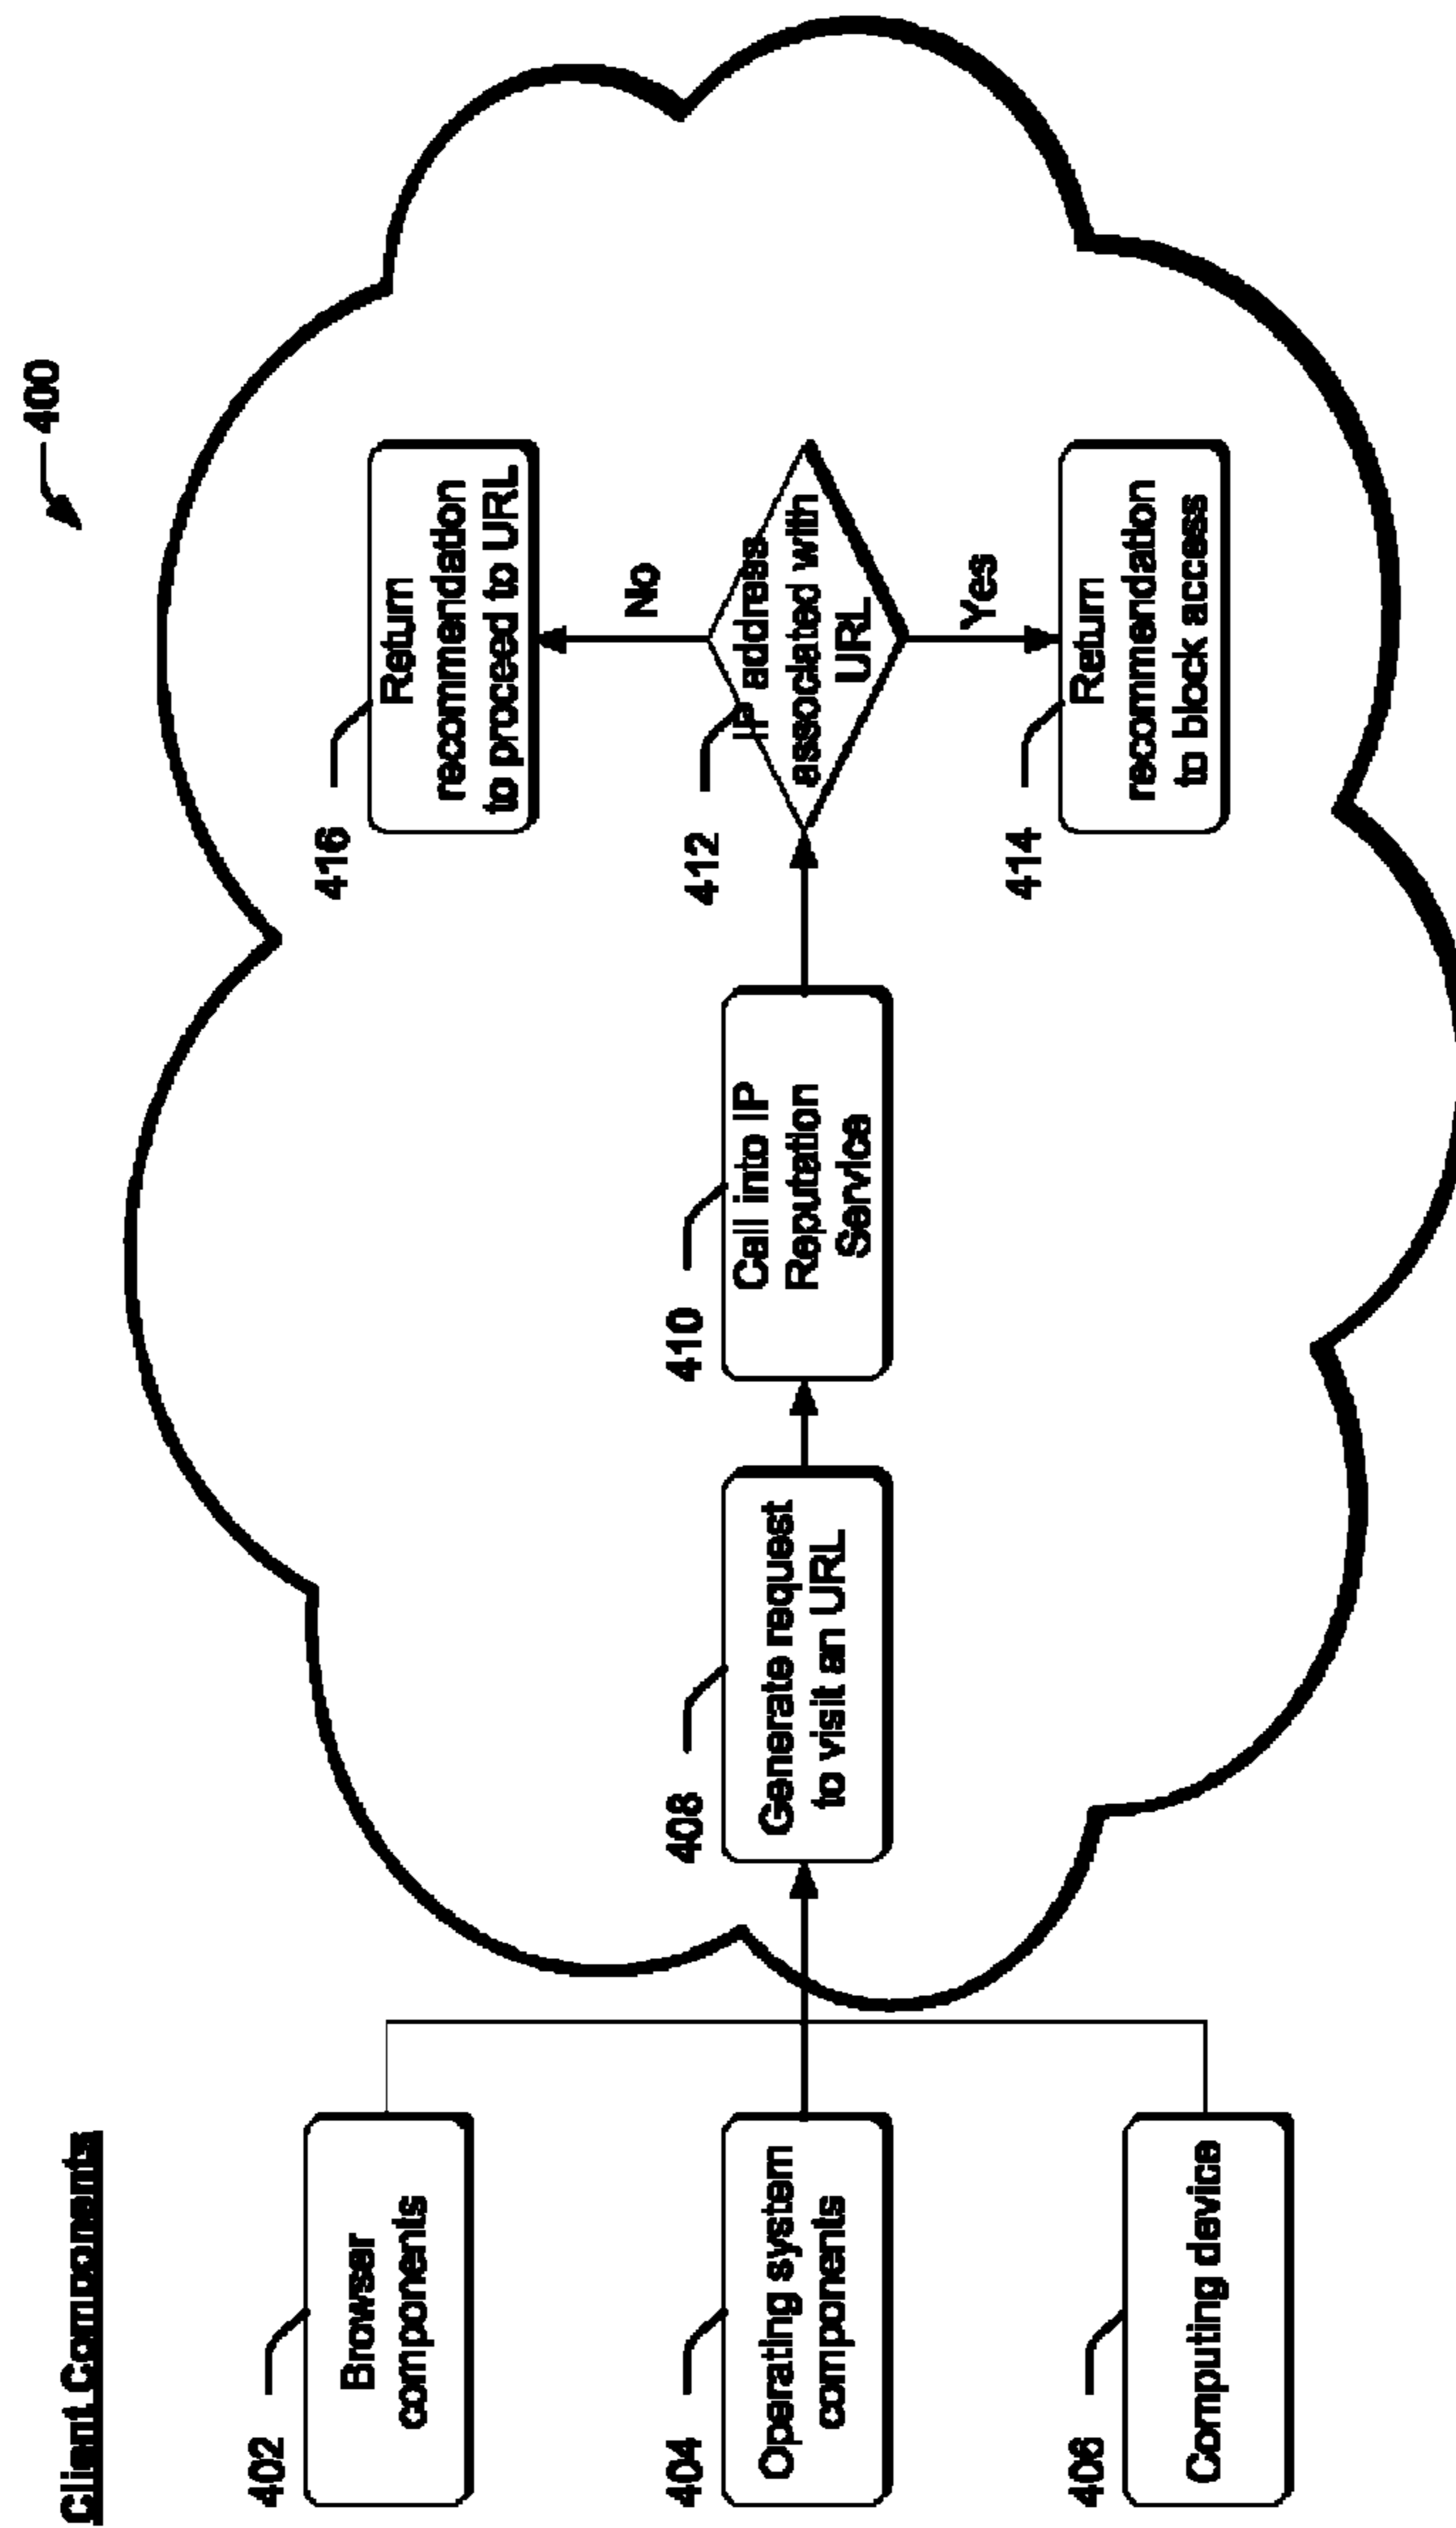 Client Components
400
402
Browser
components
404
Operating system
components
406
Computing device
408
Generate request
to visit an URL
410
Call into IP
Reputation
Service
412
IP address
associated with
URL
No
Yes
416
Return
recommendation
to proceed to URL
414
Return
recommendation
to block access